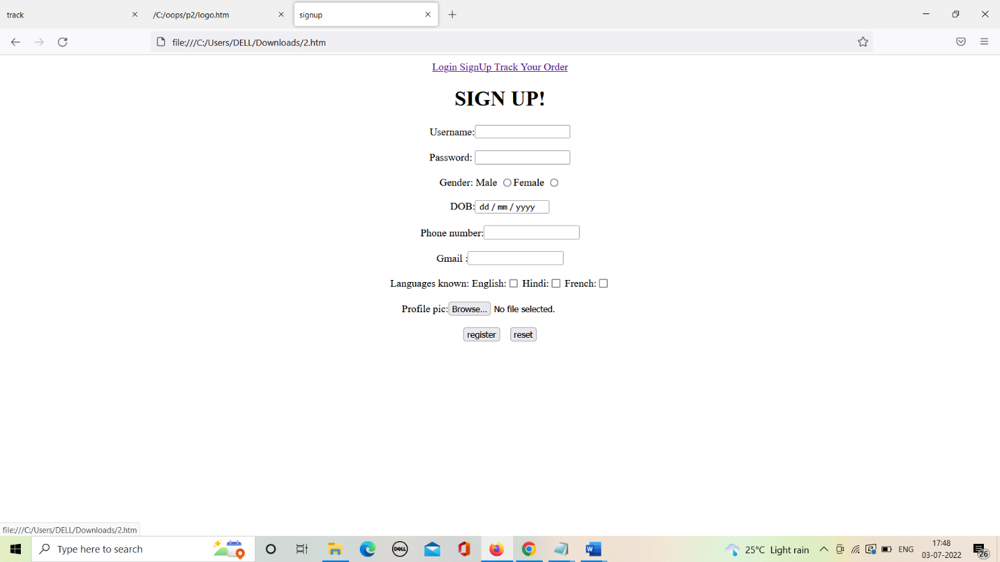 track
/C:/oops/p2/logo.htm
signup
file:///C:/Users/DELL/Downloads/2.htm
Login SignUp Track Your Order
SIGN UP!
Username:
Password:
Gender: Male Female
DOB: dd / mm / yyyy
Phone number:
Gmail :
Languages known: English: Hindi: French:
Profile pic: Browse... No file selected.
register reset
file:///C:/Users/DELL/Downloads/2.htm
Type here to search
DELL
25°C Light rain
ENG
17:48
03-07-2022
26